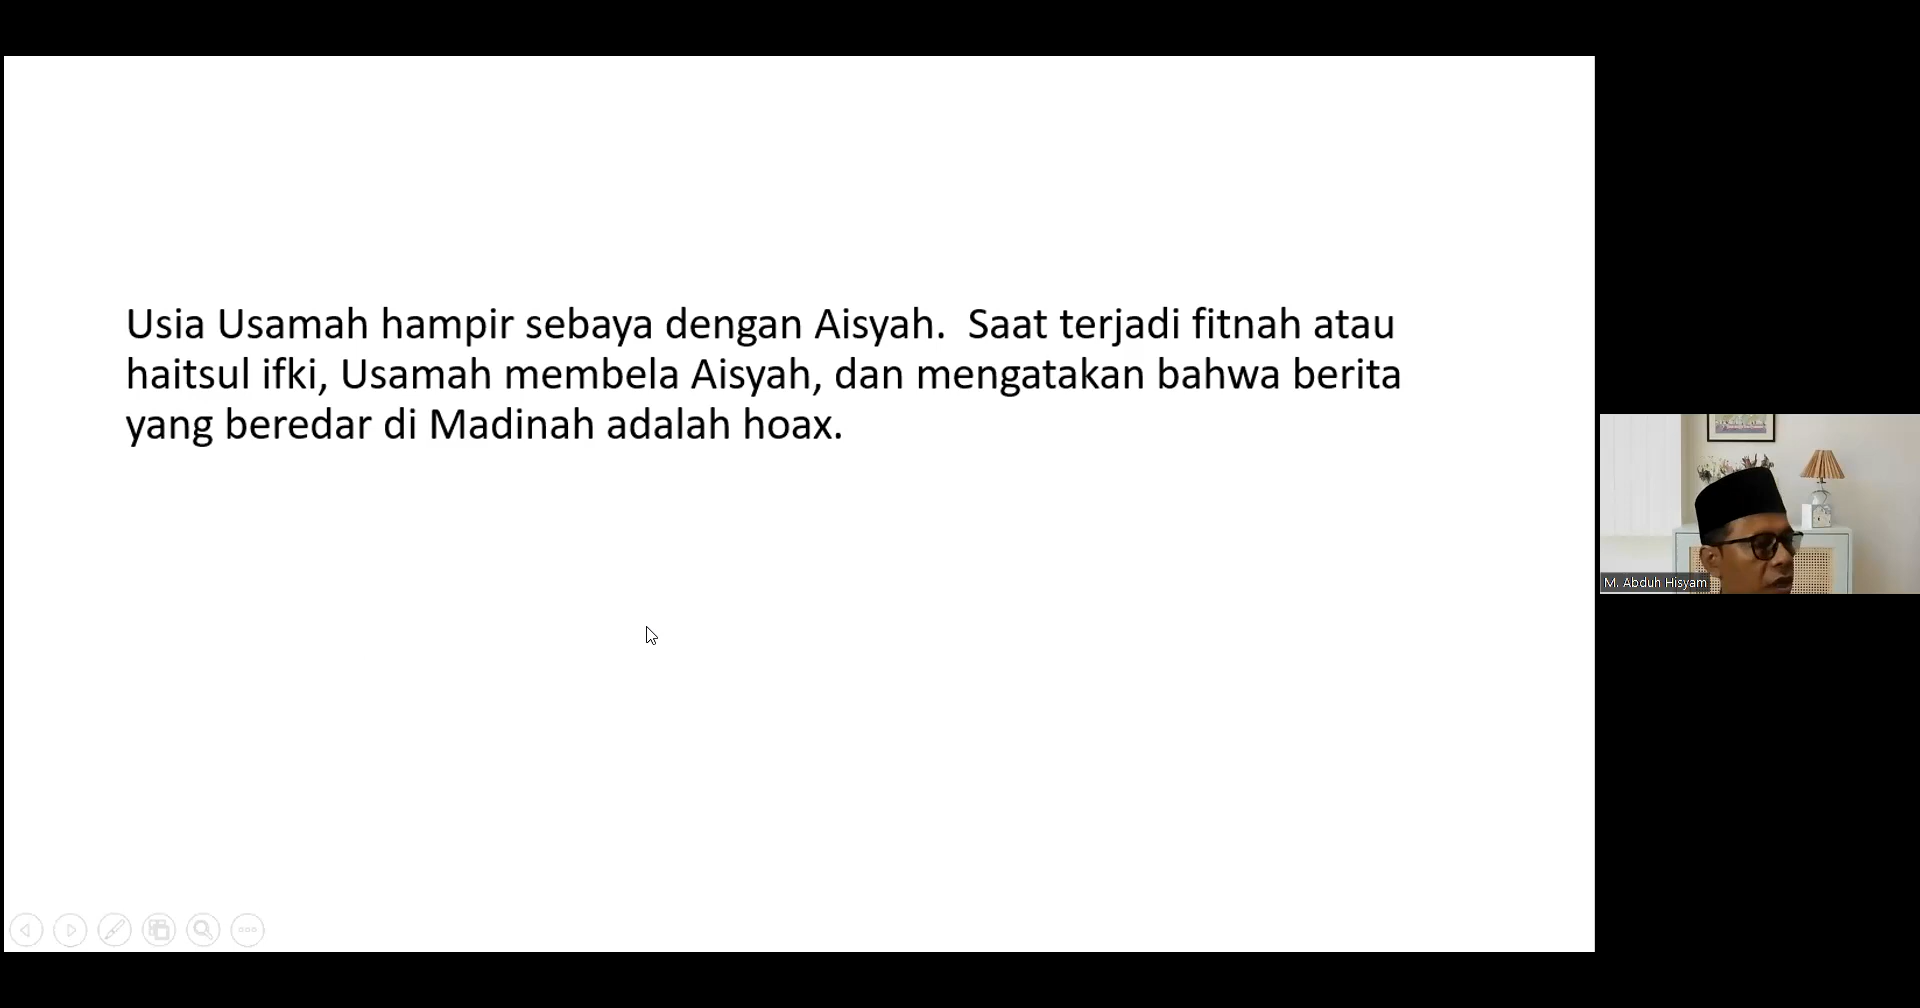 Usia Usamah hampir sebaya dengan Aisyah.  Saat terjadi fitnah atau
haitsul ifki, Usamah membela Aisyah, dan mengatakan bahwa berita
yang beredar di Madinah adalah hoax.
M. Abduh Hisyam